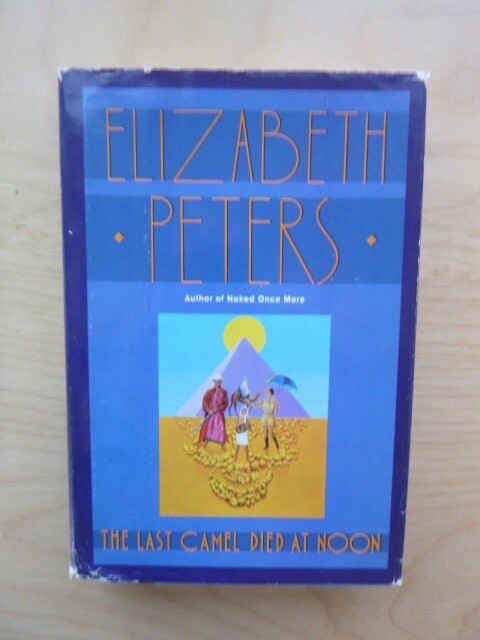 ELIZABETH
PETERS
Author of Naked Once More
THE LAST CAMEL DIED AT NOON